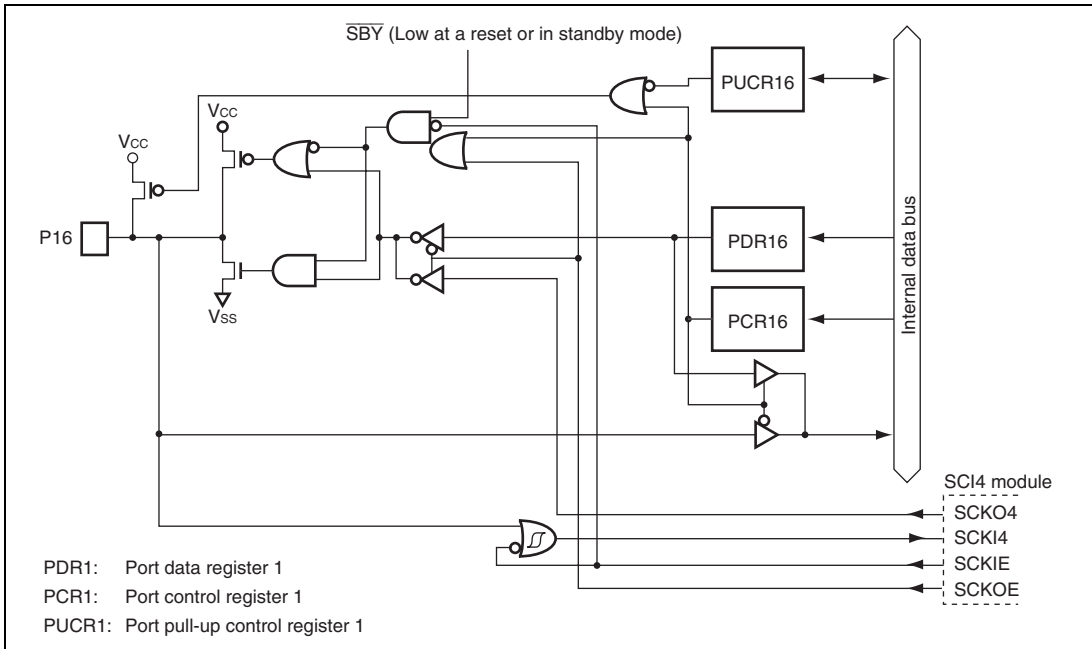 SBY (Low at a reset or in standby mode)
PUCR16
VCC
VCC
P16
PDR16
PCR16
Internal data bus
VSS
SCI4 module
SCKO4
SCKI4
SCKIE
SCKOE
PDR1: Port data register 1
PCR1: Port control register 1
PUCR1: Port pull-up control register 1